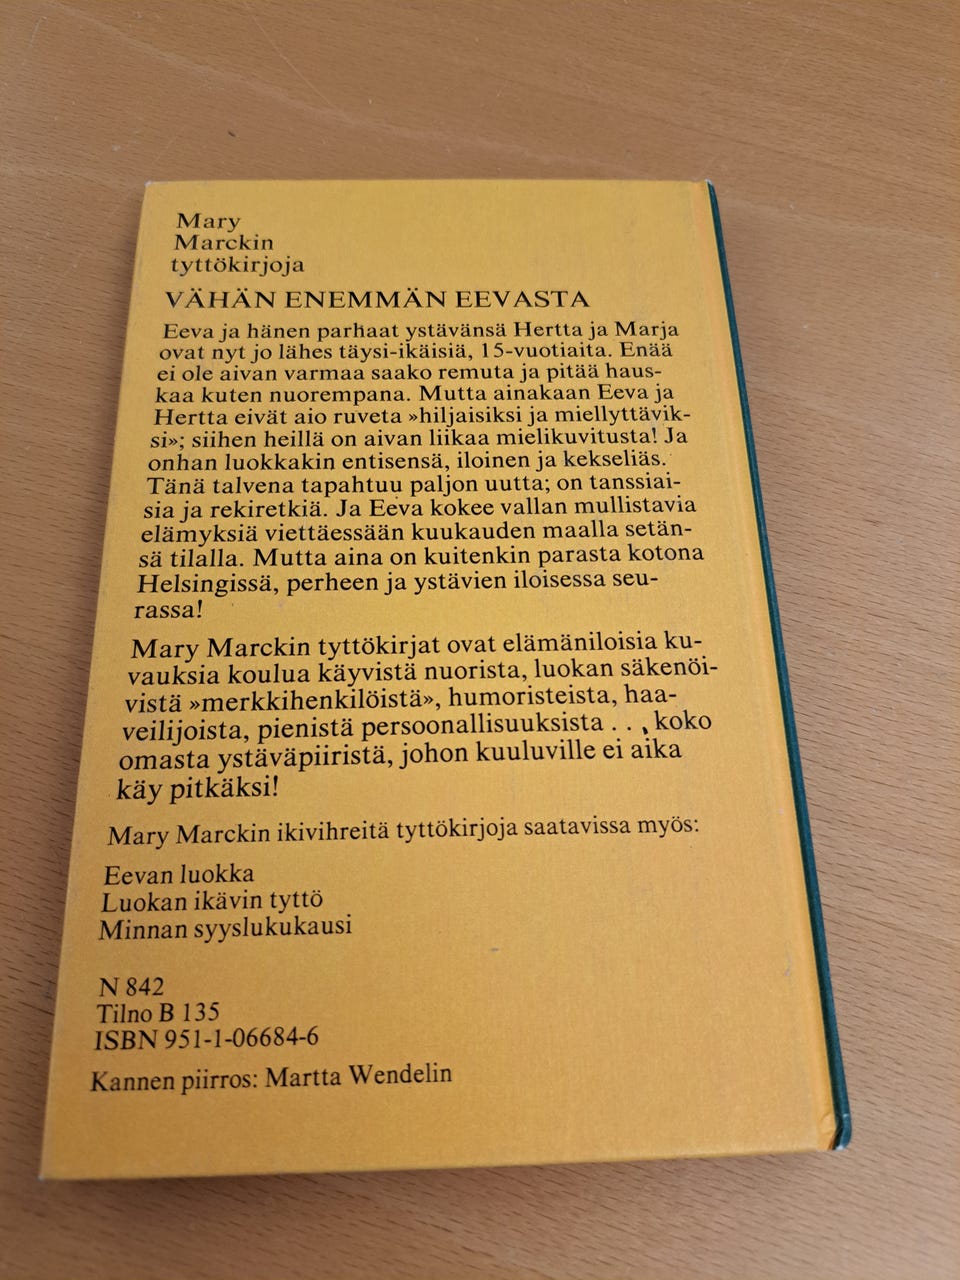 Mary
Marckin
tyttökirjoja
VÄHÄN ENEMMÄN EEVASTA
Eeva ja hänen parhaat ystävänsä Hertta ja Marja
ovat nyt jo lähes täysi-ikäisiä, 15-vuotiaita. Enää
ei ole aivan varmaa saako remuta ja pitää haus-
kaa kuten nuorempana. Mutta ainakaan Eeva ja
Hertta eivät aio ruveta »hiljaisiksi ja miellyttävik-
si»; siihen heillä on aivan liikaa mielikuvitusta! Ja
onhan luokkakin entisensä, iloinen ja kekseliäs.
Tänä talvena tapahtuu paljon uutta; on tanssiai-
sia ja rekiretkiä. Ja Eeva kokee vallan mullistavia
elämyksiä viettäessään kuukauden maalla setän-
sä tilalla. Mutta aina on kuitenkin parasta kotona
Helsingissä, perheen ja ystävien iloisessa seu-
rassa!
Mary Marckin tyttökirjat ovat elämäniloisia ku-
vauksia koulua käyvistä nuorista, luokan säkenöi-
vistä »merkkihenkilöistä», humoristeista, haa-
veilijoista, pienistä persoonallisuuksista . . , koko
omasta ystäväpiiristä, johon kuuluville ei aika
käy pitkäksi!
Mary Marckin ikivihreitä tyttökirjoja saatavissa myös:
Eevan luokka
Luokan ikävin tyttö
Minnan syyslukukausi
N 842
Tilno B 135
ISBN 951-1-06684-6
Kannen piirros: Martta Wendelin